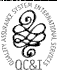 QUALITY ASSURANCE SYSTEM INTERNATIONAL SERVICES
QC&I